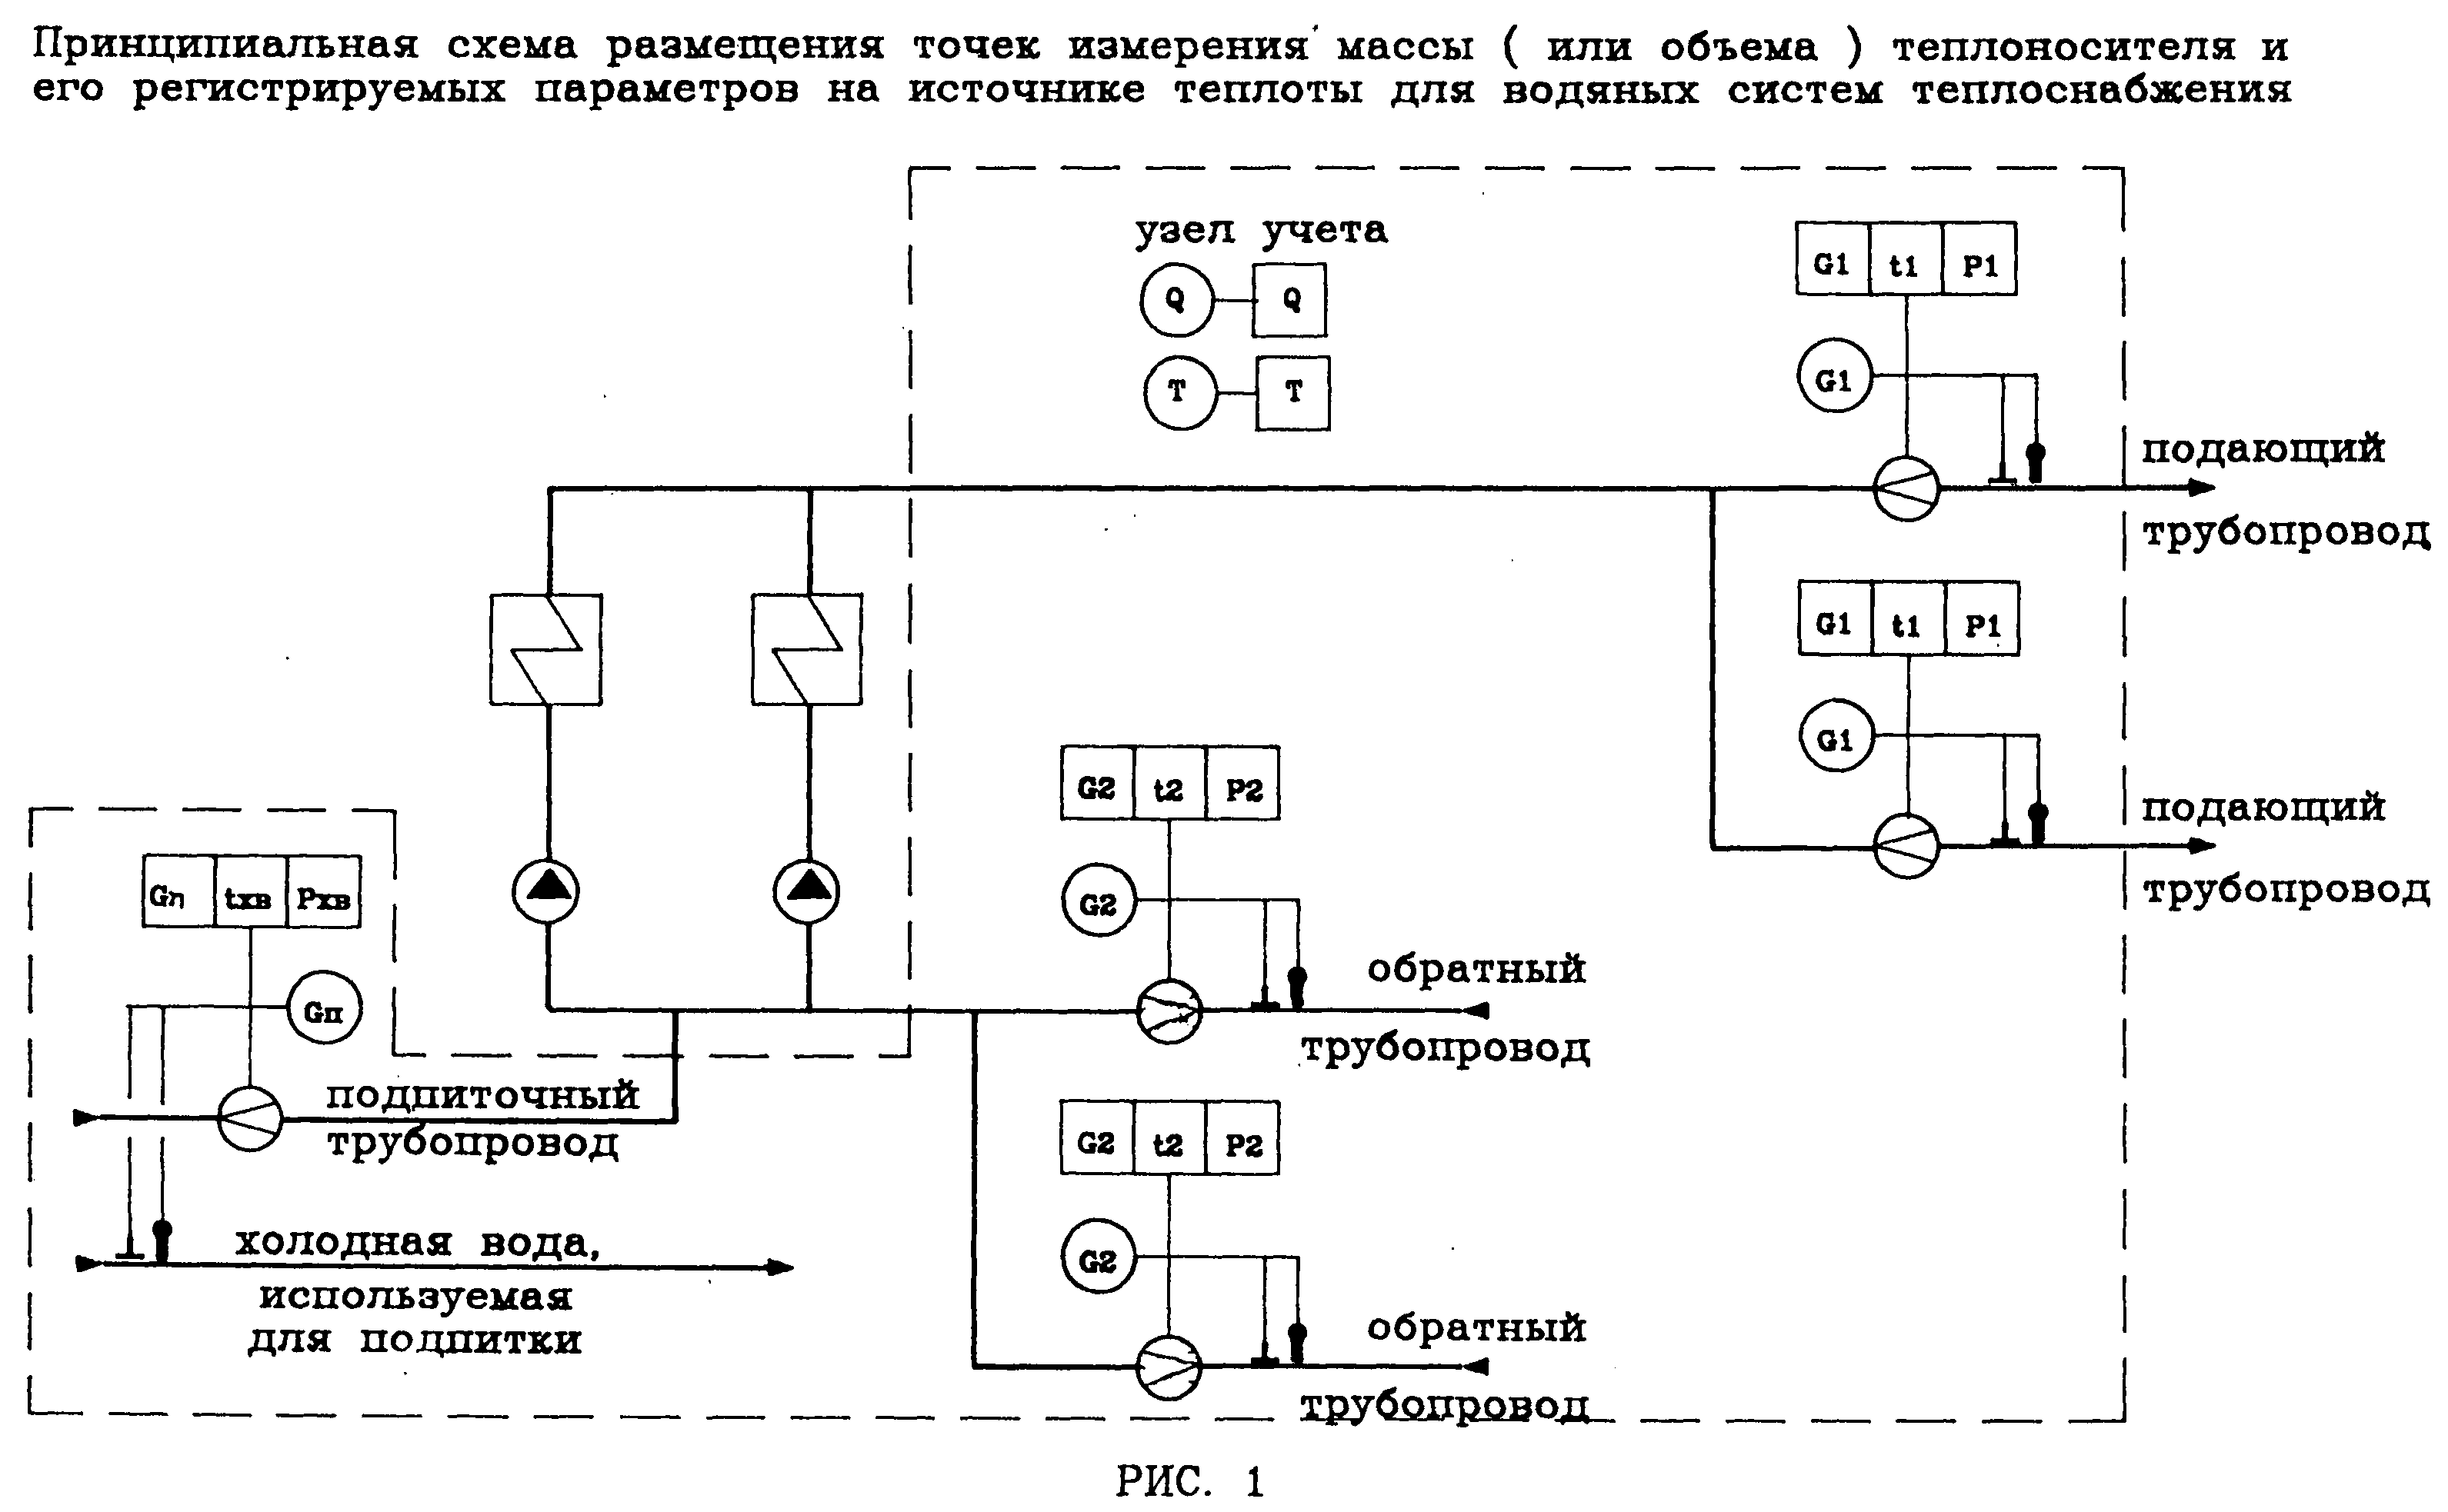 Принципиальная схема размещения точек измерения массы ( или объема ) теплоносителя и
его регистрируемых параметров на источнике теплоты для водяных систем теплоснабжения
узел учета
Q Q
T T
G1 t1 P1
G1
подающий
трубопровод
G1 t1 P1
G1
подающий
трубопровод
G2 t2 P2
G2
обратный
трубопровод
Gп tхв Pхв
Gп
подпиточный
трубопровод
G2 t2 P2
G2
обратный
трубопровод
холодная вода,
используемая
для подпитки
РИС. 1